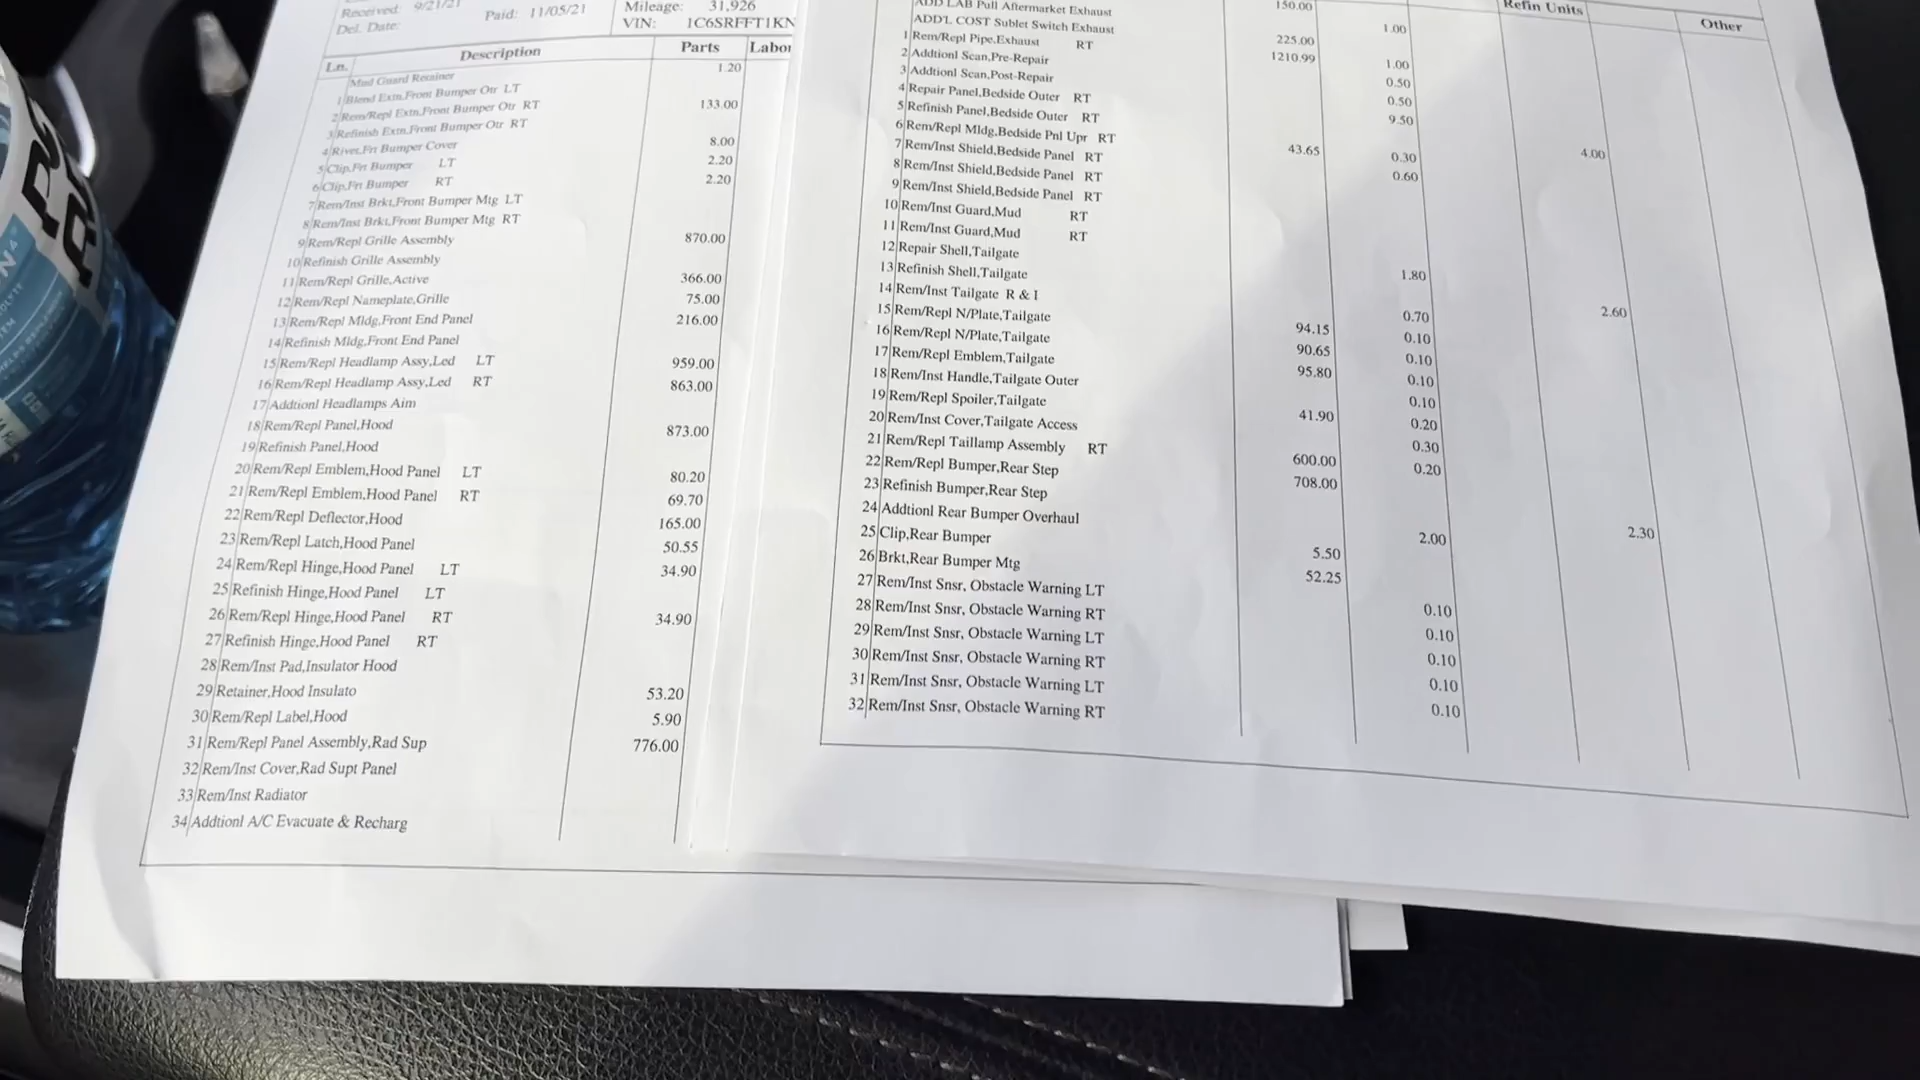 Received: 9/21/21
Paid: 11/05/21
Del. Date:
Mileage: 31,926
VIN: 1C6SRFFT1KN
Ln. Description Parts Labor
Mud Guard Retainer 1.20
1 Blend Extn,Front Bumper Otr LT
2 Rem/Repl Extn,Front Bumper Otr RT 133.00
3 Refinish Extn,Front Bumper Otr RT
4 Rivet,Frt Bumper Cover 8.00
5 Clip,Frt Bumper LT 2.20
6 Clip,Frt Bumper RT 2.20
7 Rem/Inst Brkt,Front Bumper Mtg LT
8 Rem/Inst Brkt,Front Bumper Mtg RT
9 Rem/Repl Grille Assembly 870.00
10 Refinish Grille Assembly
11 Rem/Repl Grille,Active 366.00
12 Rem/Repl Nameplate,Grille 75.00
13 Rem/Repl Mldg,Front End Panel 216.00
14 Refinish Mldg,Front End Panel
15 Rem/Repl Headlamp Assy,Led LT 959.00
16 Rem/Repl Headlamp Assy,Led RT 863.00
17 Addtionl Headlamps Aim
18 Rem/Repl Panel,Hood 873.00
19 Refinish Panel,Hood
20 Rem/Repl Emblem,Hood Panel LT 80.20
21 Rem/Repl Emblem,Hood Panel RT 69.70
22 Rem/Repl Deflector,Hood 165.00
23 Rem/Repl Latch,Hood Panel 50.55
24 Rem/Repl Hinge,Hood Panel LT 34.90
25 Refinish Hinge,Hood Panel LT
26 Rem/Repl Hinge,Hood Panel RT 34.90
27 Refinish Hinge,Hood Panel RT
28 Rem/Inst Pad,Insulator Hood
29 Retainer,Hood Insulato 53.20
30 Rem/Repl Label,Hood 5.90
31 Rem/Repl Panel Assembly,Rad Sup 776.00
32 Rem/Inst Cover,Rad Supt Panel
33 Rem/Inst Radiator
34 Addtionl A/C Evacuate & Recharg
Refin Units Other
ADD LAB Pull Aftermarket Exhaust 1.00
ADD'L COST Sublet Switch Exhaust 150.00
225.00
1 Rem/Repl Pipe,Exhaust RT 1210.99 1.00
2 Addtionl Scan,Pre-Repair 0.50
3 Addtionl Scan,Post-Repair 0.50
4 Repair Panel,Bedside Outer RT 9.50
5 Refinish Panel,Bedside Outer RT 4.00
6 Rem/Repl Mldg,Bedside Pnl Upr RT 43.65 0.30
7 Rem/Inst Shield,Bedside Panel RT 0.60
8 Rem/Inst Shield,Bedside Panel RT
9 Rem/Inst Shield,Bedside Panel RT
10 Rem/Inst Guard,Mud RT
11 Rem/Inst Guard,Mud RT
12 Repair Shell,Tailgate 1.80
13 Refinish Shell,Tailgate 2.60
14 Rem/Inst Tailgate R & I 0.70
15 Rem/Repl N/Plate,Tailgate 94.15 0.10
16 Rem/Repl N/Plate,Tailgate 90.65 0.10
17 Rem/Repl Emblem,Tailgate 95.80 0.10
18 Rem/Inst Handle,Tailgate Outer 0.10
19 Rem/Repl Spoiler,Tailgate 41.90 0.20
20 Rem/Inst Cover,Tailgate Access 0.30
21 Rem/Repl Taillamp Assembly RT 600.00 0.20
22 Rem/Repl Bumper,Rear Step 708.00
23 Refinish Bumper,Rear Step 2.30
24 Addtionl Rear Bumper Overhaul 2.00
25 Clip,Rear Bumper 5.50
26 Brkt,Rear Bumper Mtg 52.25
27 Rem/Inst Snsr, Obstacle Warning LT 0.10
28 Rem/Inst Snsr, Obstacle Warning RT 0.10
29 Rem/Inst Snsr, Obstacle Warning LT 0.10
30 Rem/Inst Snsr, Obstacle Warning RT 0.10
31 Rem/Inst Snsr, Obstacle Warning LT 0.10
32 Rem/Inst Snsr, Obstacle Warning RT